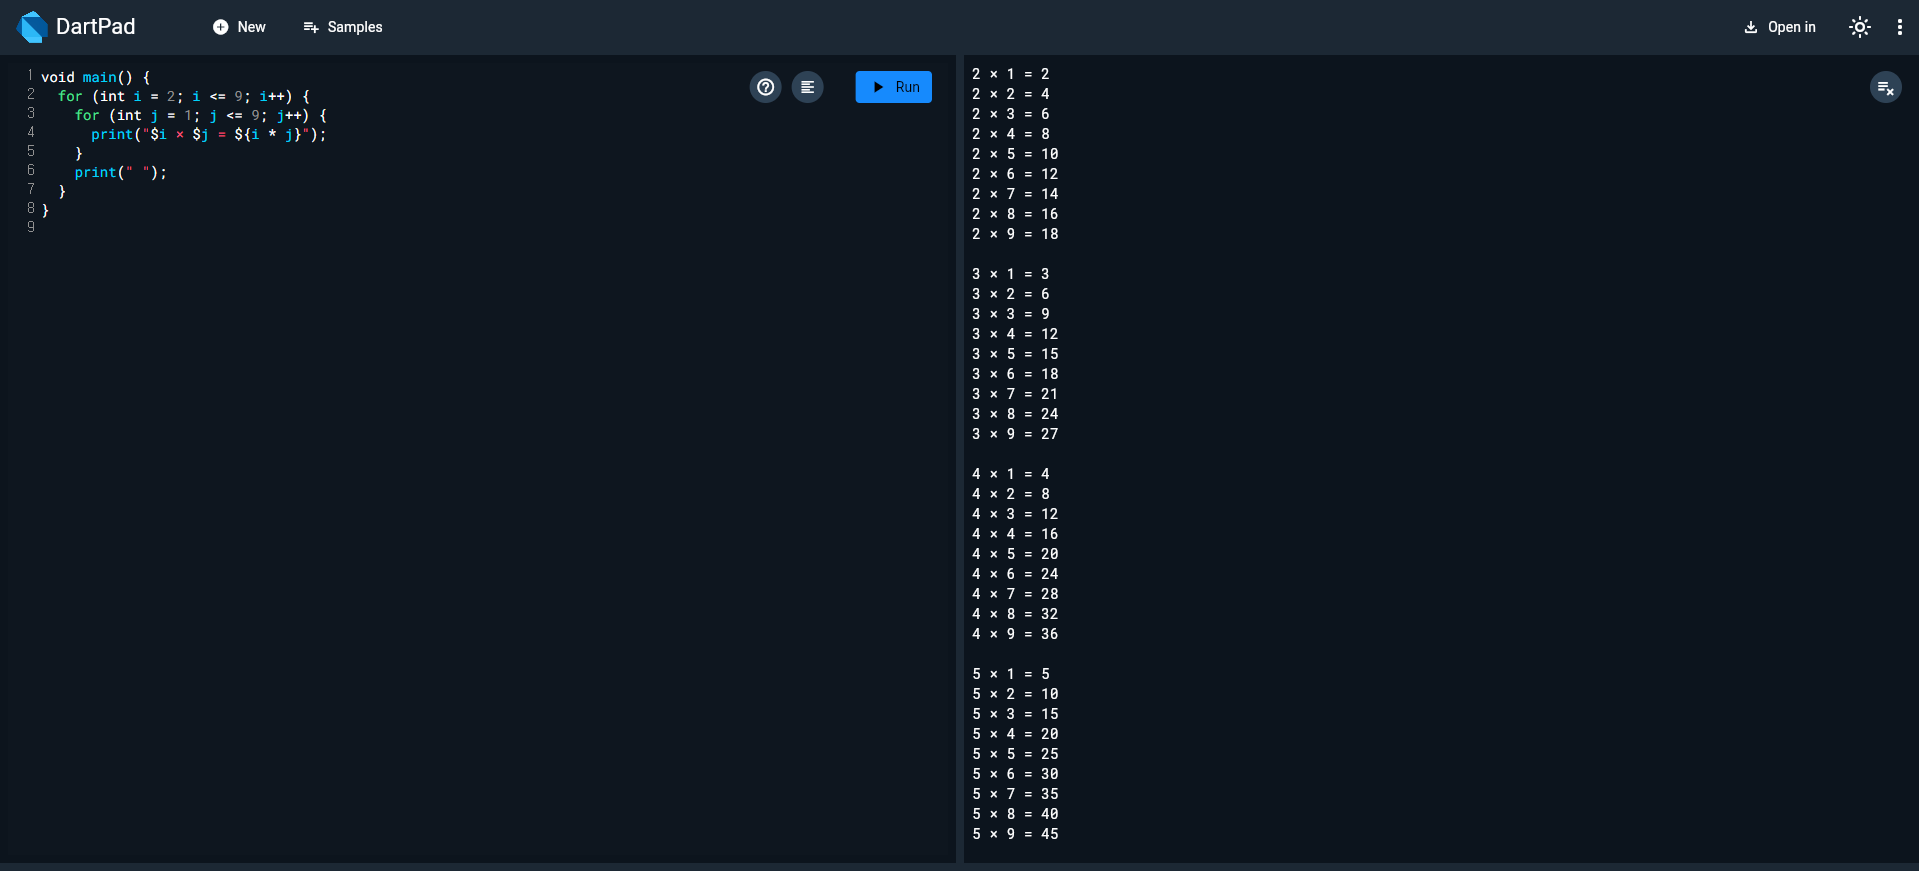 DartPad
New
Samples
Open in
1 void main() {
2   for (int i = 2; i <= 9; i++) {
3     for (int j = 1; j <= 9; j++) {
4       print("$i × $j = ${i * j}");
5     }
6     print(" ");
7   }
8 }
9
Run
2 × 1 = 2
2 × 2 = 4
2 × 3 = 6
2 × 4 = 8
2 × 5 = 10
2 × 6 = 12
2 × 7 = 14
2 × 8 = 16
2 × 9 = 18
3 × 1 = 3
3 × 2 = 6
3 × 3 = 9
3 × 4 = 12
3 × 5 = 15
3 × 6 = 18
3 × 7 = 21
3 × 8 = 24
3 × 9 = 27
4 × 1 = 4
4 × 2 = 8
4 × 3 = 12
4 × 4 = 16
4 × 5 = 20
4 × 6 = 24
4 × 7 = 28
4 × 8 = 32
4 × 9 = 36
5 × 1 = 5
5 × 2 = 10
5 × 3 = 15
5 × 4 = 20
5 × 5 = 25
5 × 6 = 30
5 × 7 = 35
5 × 8 = 40
5 × 9 = 45